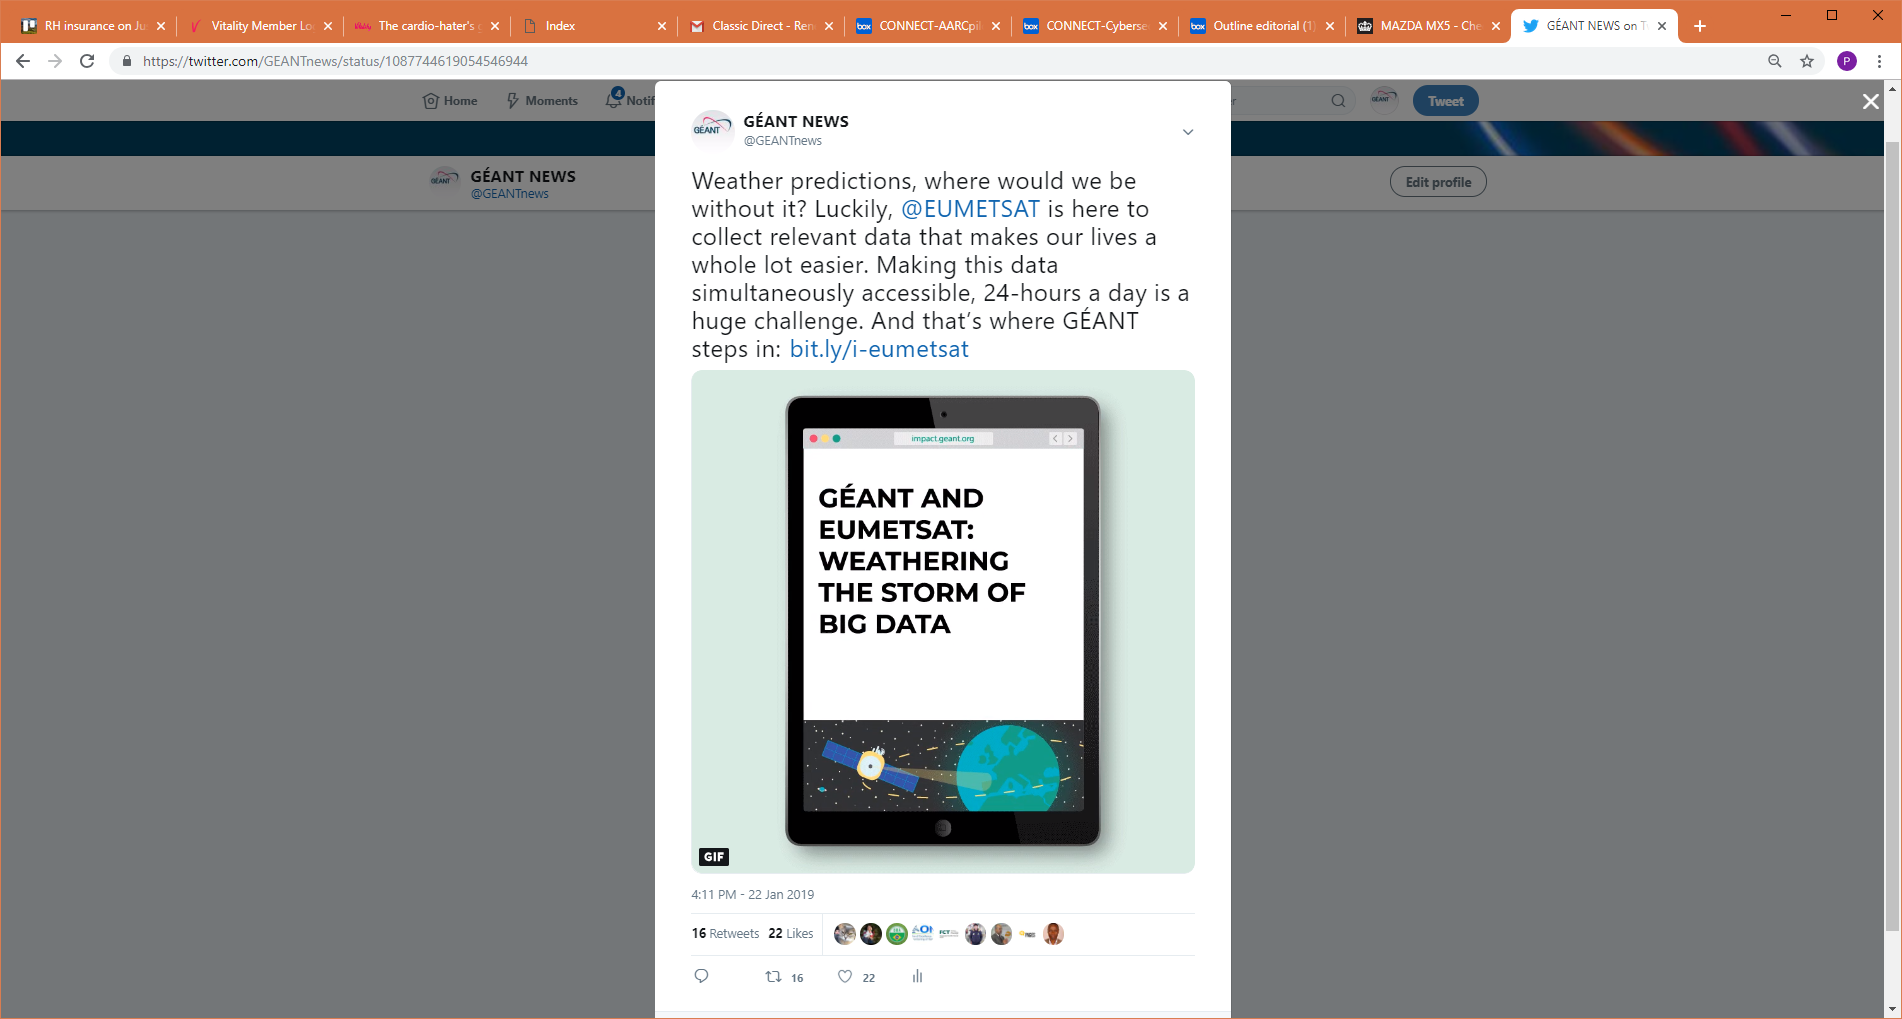 RH insurance on Ju
Vitality Member Lo
The cardio-hater's g
Index
Classic Direct - Ren
CONNECT-AARCpil
CONNECT-Cyberse
Outline editorial (1)
MAZDA MX5 - Che
GÉANT NEWS on T
https://twitter.com/GEANTnews/status/1087744619054546944
P
Home
Moments
4
Notif
GÉANT
Tweet
GÉANT
GÉANT NEWS
@GEANTnews
GÉANT
GÉANT NEWS
@GEANTnews
Edit profile
Weather predictions, where would we be
without it? Luckily, @EUMETSAT is here to
collect relevant data that makes our lives a
whole lot easier. Making this data
simultaneously accessible, 24-hours a day is a
huge challenge. And that’s where GÉANT
steps in: bit.ly/i-eumetsat
impact.geant.org
GÉANT AND
EUMETSAT:
WEATHERING
THE STORM OF
BIG DATA
GIF
4:11 PM - 22 Jan 2019
16 Retweets 22 Likes
FCT
16
22